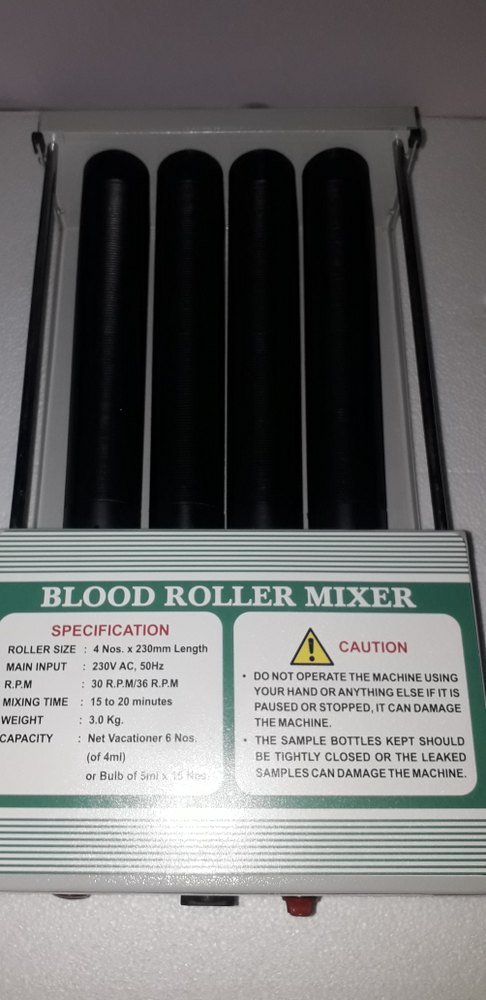 BLOOD ROLLER MIXER
SPECIFICATION
ROLLER SIZE : 4 Nos. x 230mm Length
MAIN INPUT : 230V AC, 50Hz
R.P.M : 30 R.P.M/36 R.P.M
MIXING TIME : 15 to 20 minutes
WEIGHT : 3.0 Kg.
CAPACITY : Net Vacationer 6 Nos.
(of 4ml)
or Bulb of 5ml x 15 Nos.
CAUTION
• DO NOT OPERATE THE MACHINE USING
YOUR HAND OR ANYTHING ELSE IF IT IS
PAUSED OR STOPPED, IT CAN DAMAGE
THE MACHINE.
• THE SAMPLE BOTTLES KEPT SHOULD
BE TIGHTLY CLOSED OR THE LEAKED
SAMPLES CAN DAMAGE THE MACHINE.